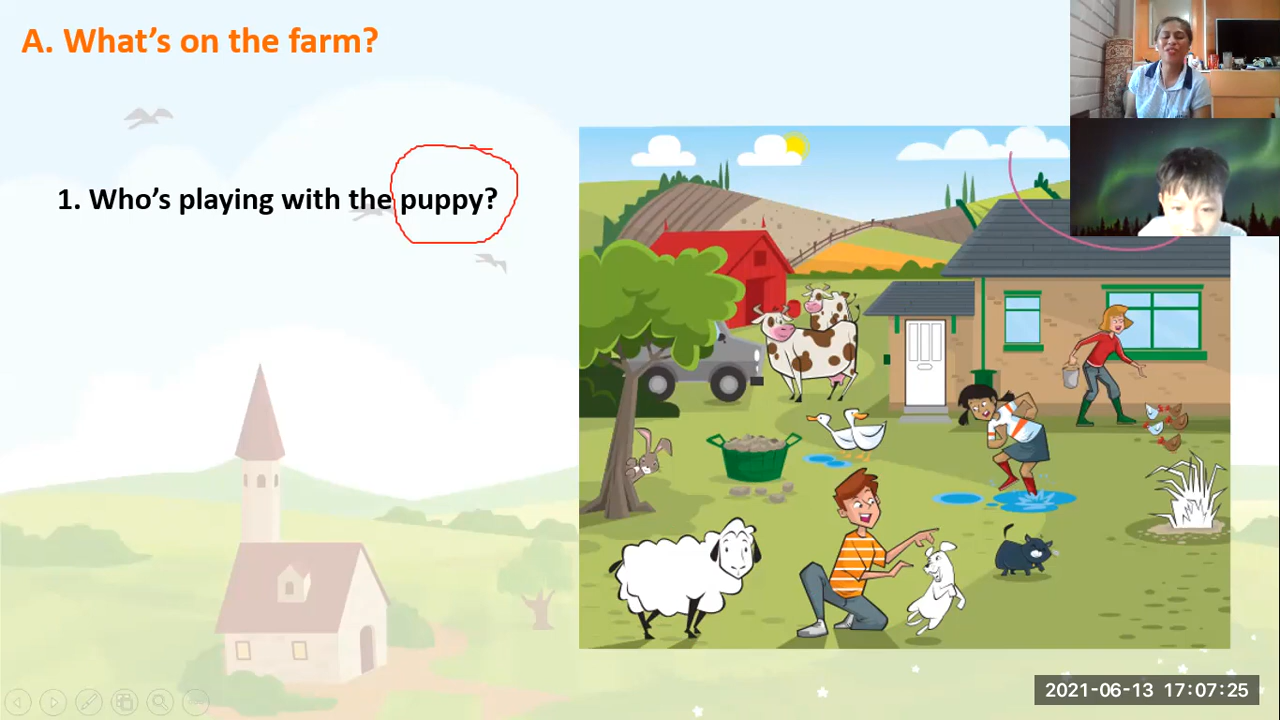 A. What's on the farm?
1. Who's playing with the puppy?
2021-06-13 17:07:25